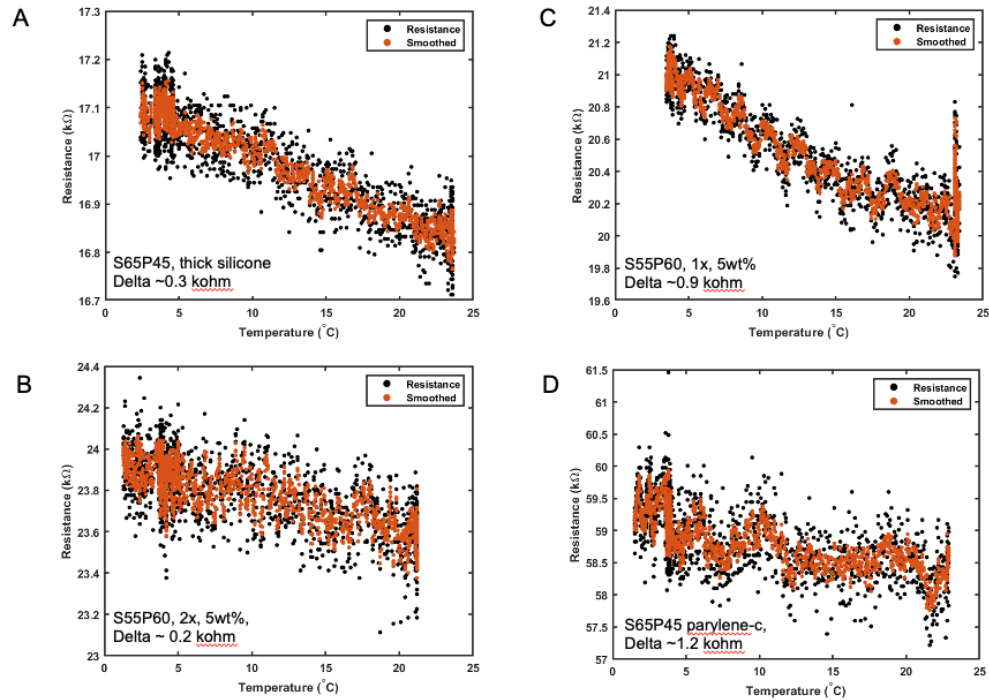 A
17.3
17.2
17.1
17
16.9
16.8
16.7
0
5
10
15
20
25
Resistance (kΩ)
Temperature (°C)
Resistance
Smoothed
S65P45, thick silicone
Delta ~0.3 kohm
C
21.4
21.2
21
20.8
20.6
20.4
20.2
20
19.8
19.6
0
5
10
15
20
25
Resistance (kΩ)
Temperature (°C)
Resistance
Smoothed
S55P60, 1x, 5wt%
Delta ~0.9 kohm
B
24.4
24.2
24
23.8
23.6
23.4
23.2
23
0
5
10
15
20
25
Resistance (kΩ)
Temperature (°C)
Resistance
Smoothed
S55P60, 2x, 5wt%,
Delta ~ 0.2 kohm
D
61.5
61
60.5
60
59.5
59
58.5
58
57.5
57
0
5
10
15
20
25
Resistance (kΩ)
Temperature (°C)
Resistance
Smoothed
S65P45 parylene-c,
Delta ~1.2 kohm